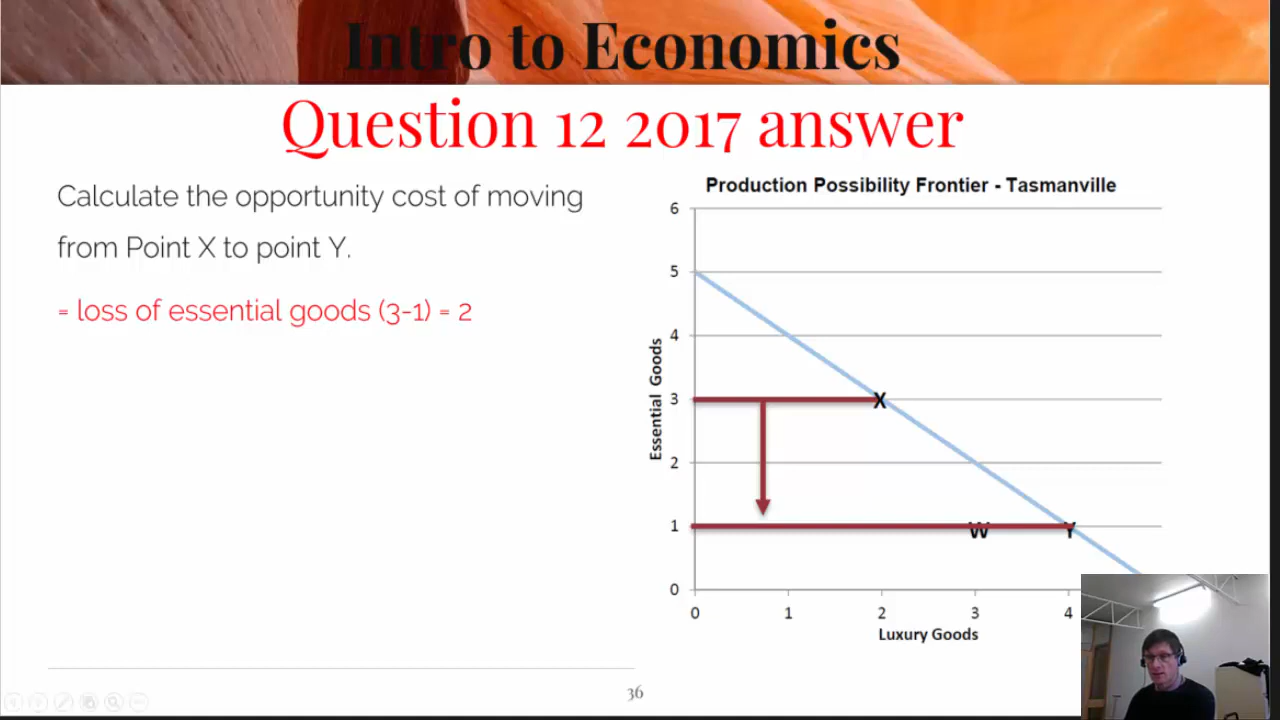 Intro to Economics
Question 12 2017 answer
Calculate the opportunity cost of moving
from Point X to point Y.
= loss of essential goods (3-1) = 2
Production Possibility Frontier - Tasmanville
6
5
4
3
2
1
0
Essential Goods
X
W
Y
0 1 2 3 4
Luxury Goods
36